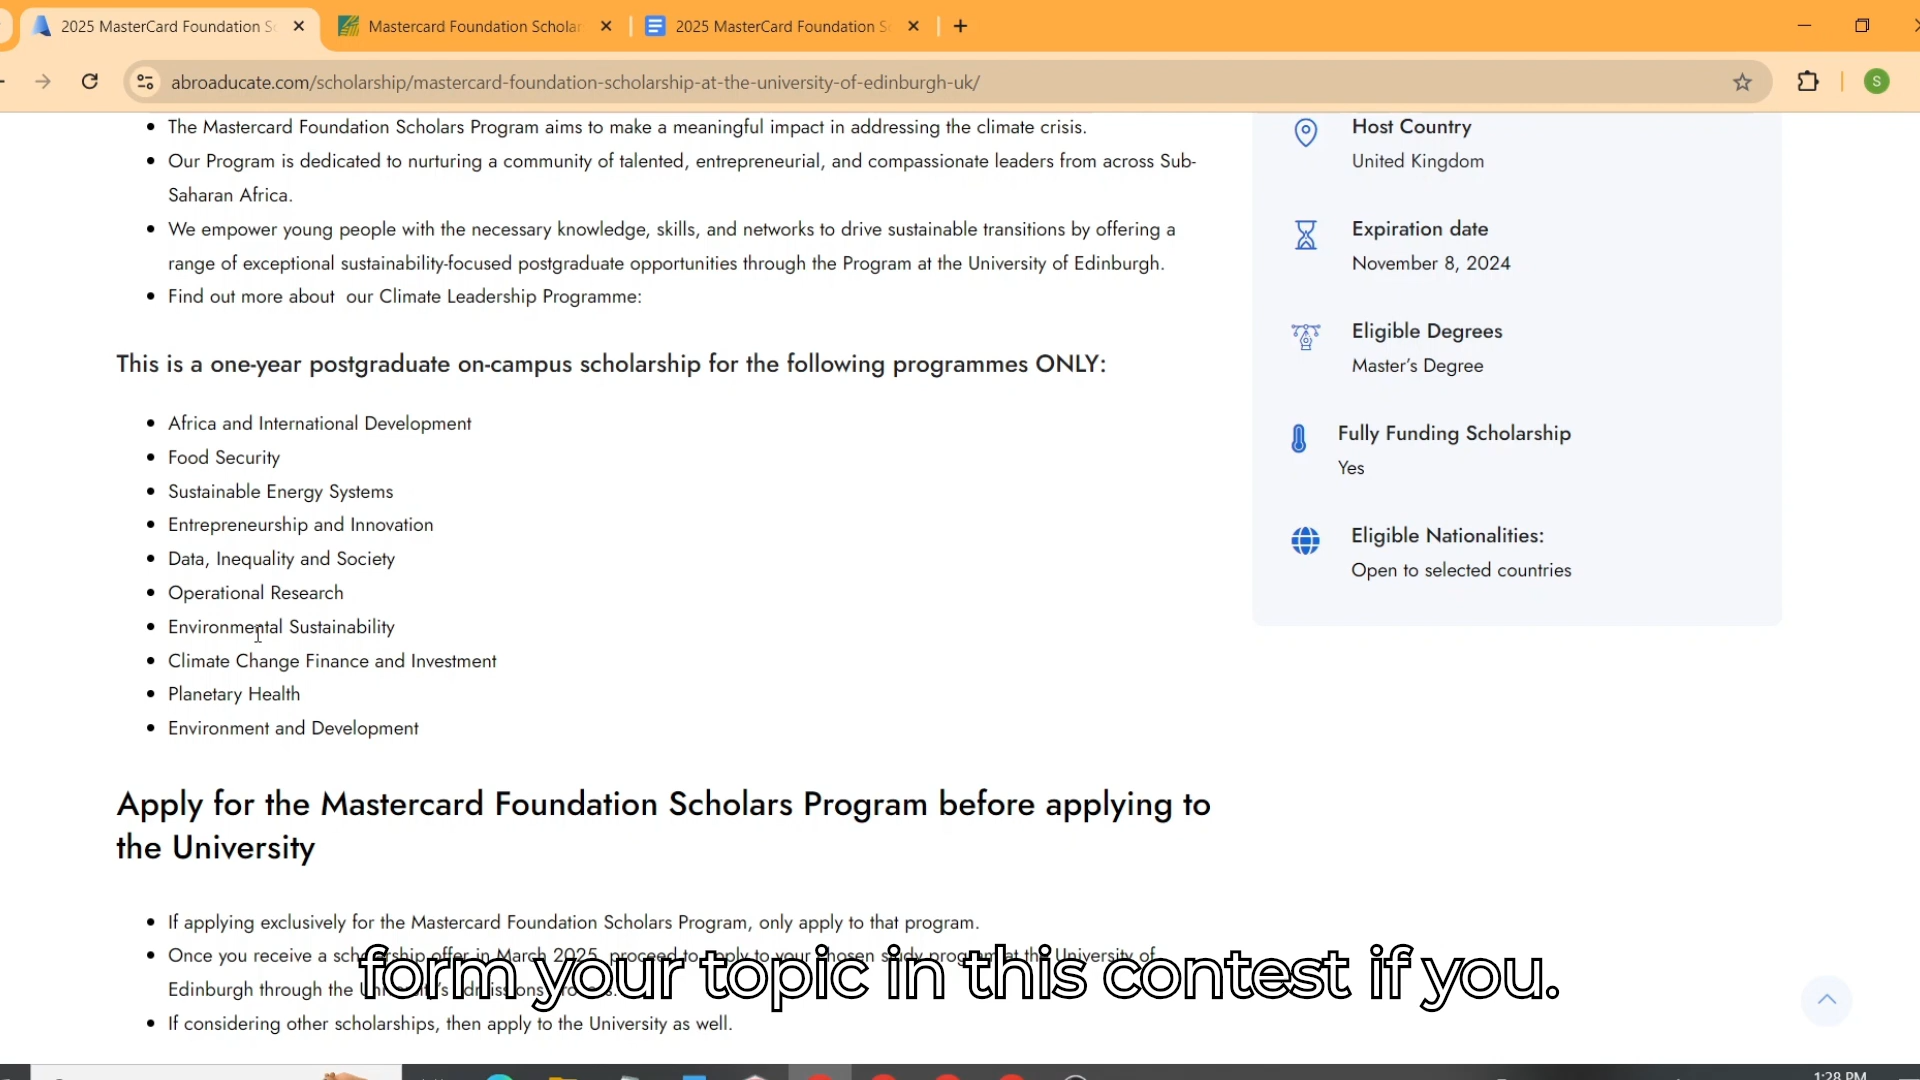 2025 MasterCard Foundation Sc
Mastercard Foundation Scholar
2025 MasterCard Foundation S
abroaducate.com/scholarship/mastercard-foundation-scholarship-at-the-university-of-edinburgh-uk/
S
The Mastercard Foundation Scholars Program aims to make a meaningful impact in addressing the climate crisis.
Our Program is dedicated to nurturing a community of talented, entrepreneurial, and compassionate leaders from across Sub-
Saharan Africa.
We empower young people with the necessary knowledge, skills, and networks to drive sustainable transitions by offering a
range of exceptional sustainability-focused postgraduate opportunities through the Program at the University of Edinburgh.
Find out more about our Climate Leadership Programme:
This is a one-year postgraduate on-campus scholarship for the following programmes ONLY:
Africa and International Development
Food Security
Sustainable Energy Systems
Entrepreneurship and Innovation
Data, Inequality and Society
Operational Research
Environmental Sustainability
Climate Change Finance and Investment
Planetary Health
Environment and Development
Apply for the Mastercard Foundation Scholars Program before applying to
the University
If applying exclusively for the Mastercard Foundation Scholars Program, only apply to that program.
Once you receive a scholarship offer in March 2025, proceed to apply to your chosen study program at the University of
Edinburgh through the University's admissions process.
If considering other scholarships, then apply to the University as well.
Host Country
United Kingdom
Expiration date
November 8, 2024
Eligible Degrees
Master's Degree
Fully Funding Scholarship
Yes
Eligible Nationalities:
Open to selected countries
form your topic in this contest if you.
1:28 PM